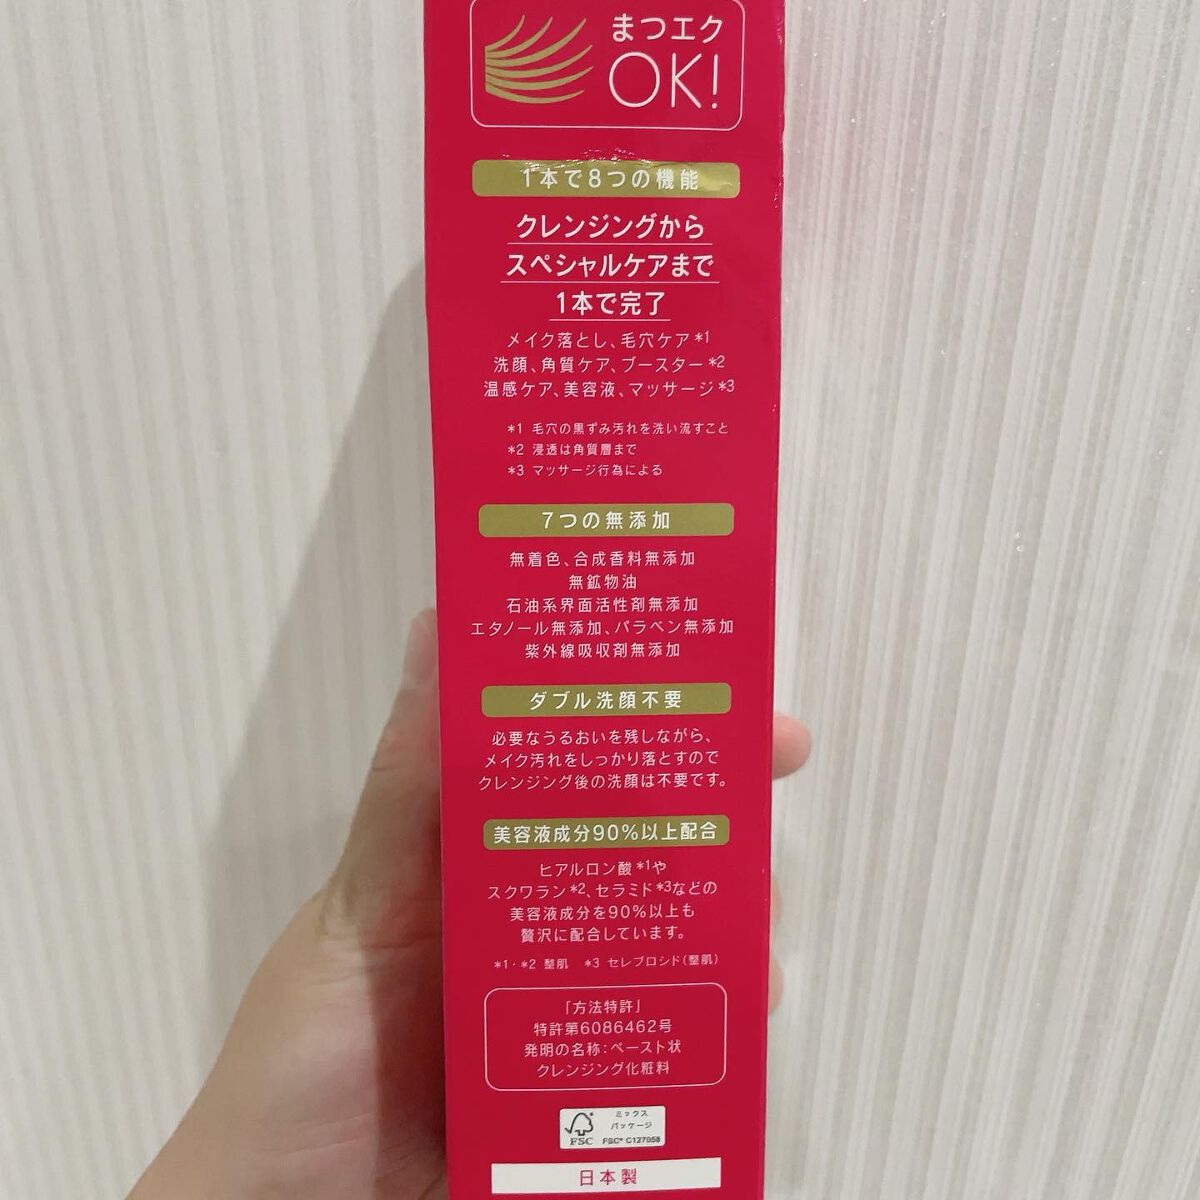 まつエク
OK!
1本で8つの機能
クレンジングから
スペシャルケアまで
1本で完了
メイク落とし、毛穴ケア*1
洗顔、角質ケア、ブースター*2
温感ケア、美容液、マッサージ*3
*1 毛穴の黒ずみ汚れを洗い流すこと
*2 浸透は角質層まで
*3 マッサージ行為による
7つの無添加
無着色、合成香料無添加
無鉱物油
石油系界面活性剤無添加
エタノール無添加、パラベン無添加
紫外線吸収剤無添加
ダブル洗顔不要
必要なうるおいを残しながら、
メイク汚れをしっかり落とすので
クレンジング後の洗顔は不要です。
美容液成分90%以上配合
ヒアルロン酸*1や
スクワラン*2、セラミド*3などの
美容液成分を90%以上も
贅沢に配合しています。
*1・*2 整肌 *3 セレブロシド(整肌)
「方法特許」
特許第6086462号
発明の名称:ペースト状
クレンジング化粧料
ミックス
パッケージ
FSC FSC™ C127058
日本製